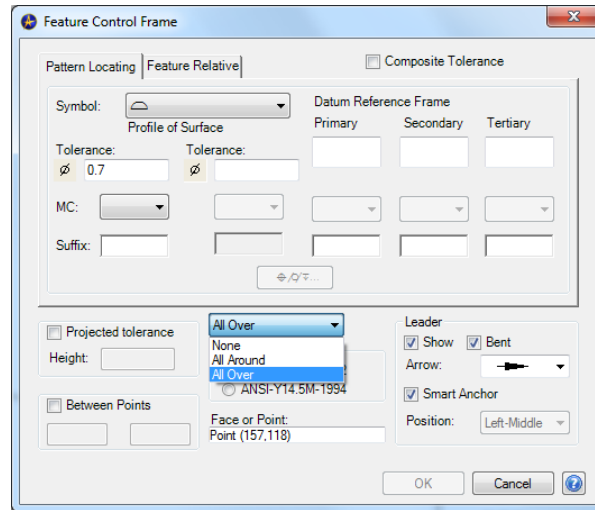 Feature Control Frame
Pattern Locating Feature Relative Composite Tolerance
Symbol: Datum Reference Frame
Profile of Surface Primary Secondary Tertiary
Tolerance: Tolerance:
Ø 0.7 Ø
MC:
Suffix:
Projected tolerance All Over Leader
None Show Bent
Height: All Around Arrow:
All Over
ANSI-Y14.5M-1994 Smart Anchor
Between Points
Face or Point: Position: Left-Middle
Point (157,118)
OK Cancel ?